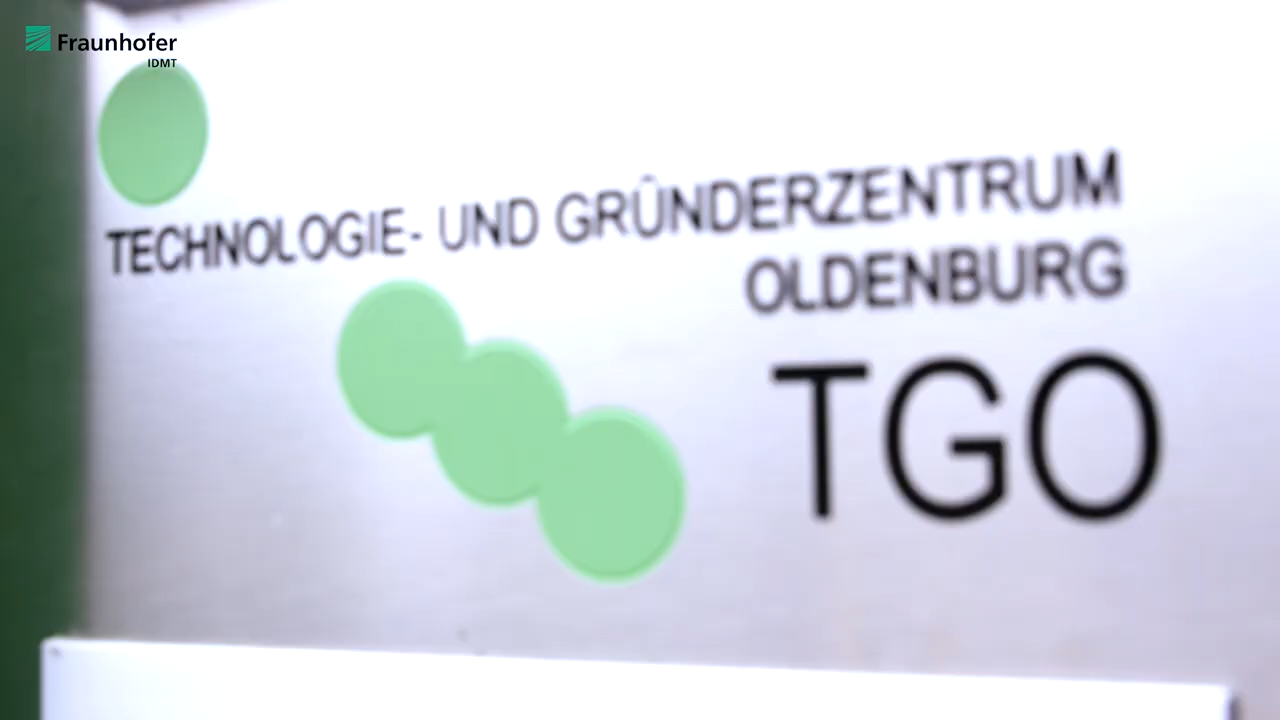 Fraunhofer
IDMT
TECHNOLOGIE- UND GRÜNDERZENTRUM
OLDENBURG
TGO